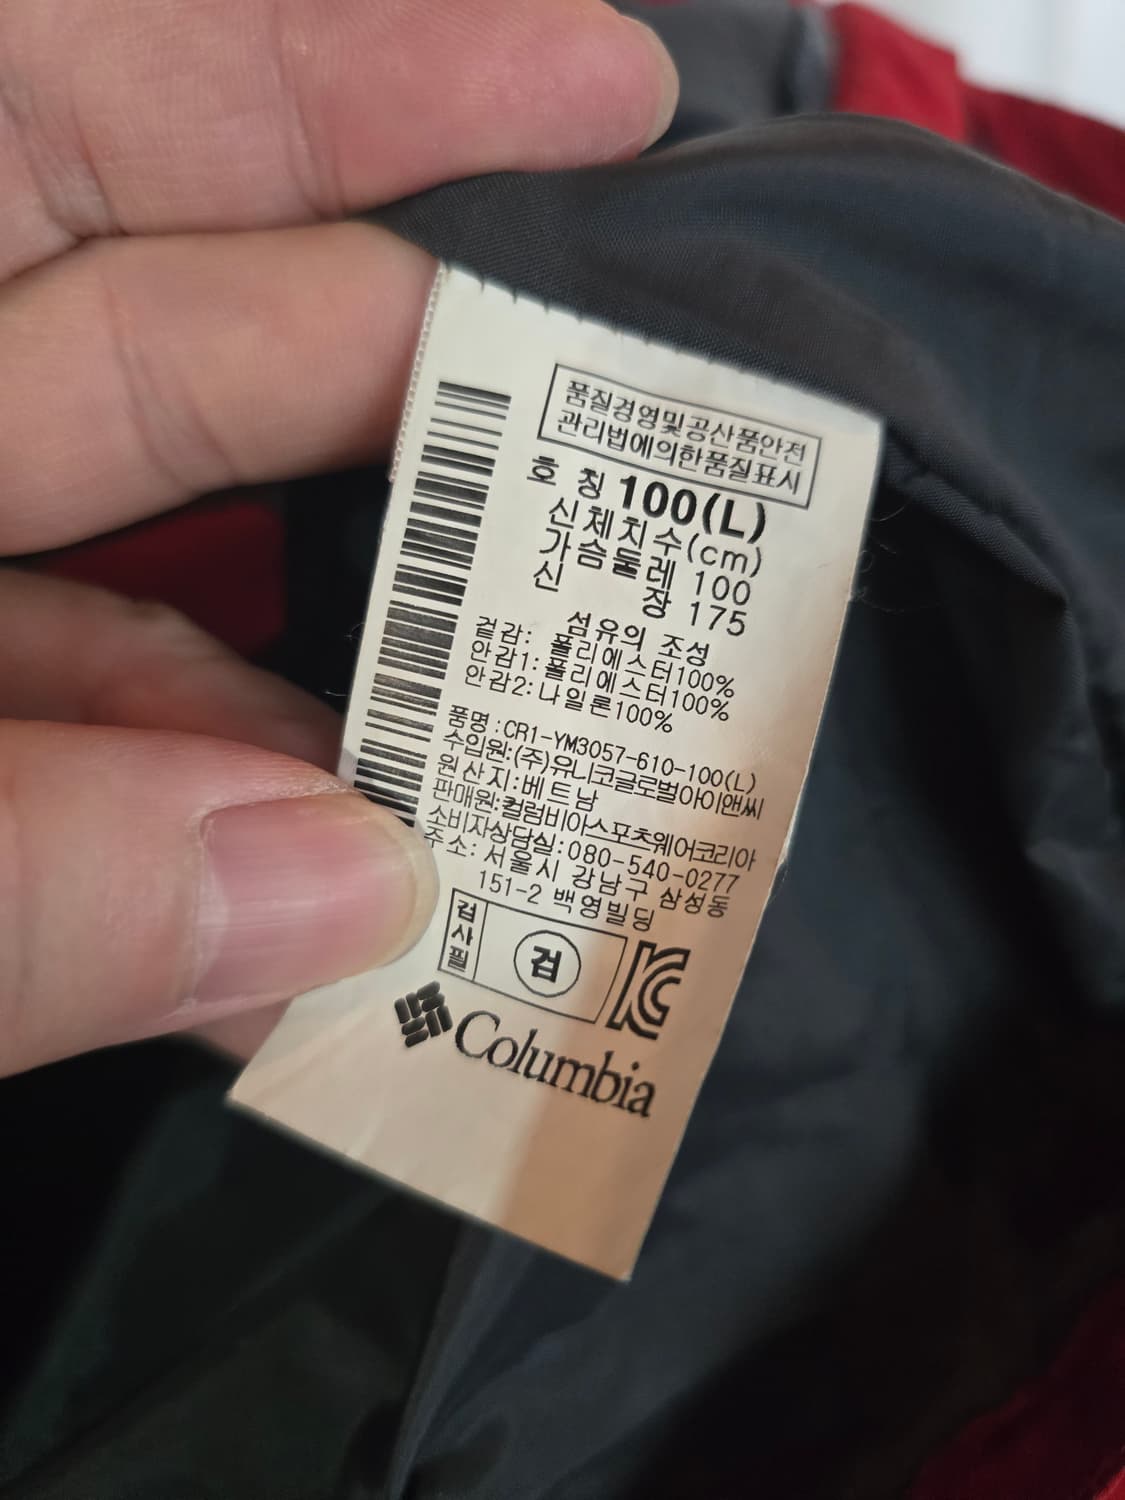 품질경영및공산품안전
관리법에의한품질표시
호 칭 100(L)
신체치수(cm)
가슴둘레 100
신 장 175
섬유의 조성
겉감: 폴리에스터100%
안감1: 폴리에스터100%
안감2: 나일론100%
품명 : CR1-YM3057-610-100(L)
수입원:(주)유니코글로벌아이앤씨
원산지:베트남
판매원:컬럼비아스포츠웨어코리아
소비자상담실: 080-540-0277
주소: 서울시 강남구 삼성동
151-2 백영빌딩
검사필
검
KC
Columbia